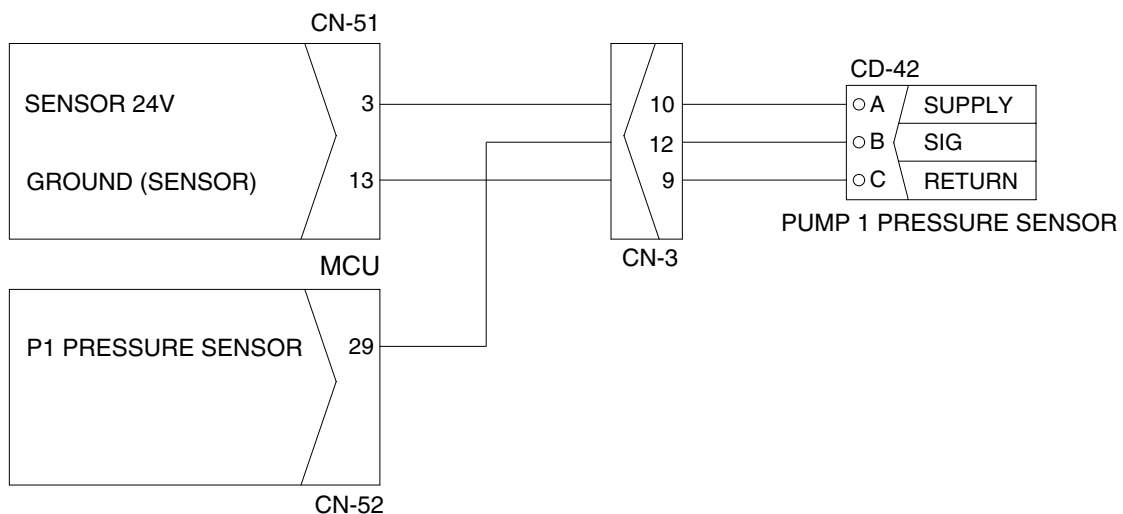 CN-51
SENSOR 24V
3
GROUND (SENSOR)
13
MCU
P1 PRESSURE SENSOR
29
CN-52
10
12
9
CN-3
CD-42
A SUPPLY
B SIG
C RETURN
PUMP 1 PRESSURE SENSOR